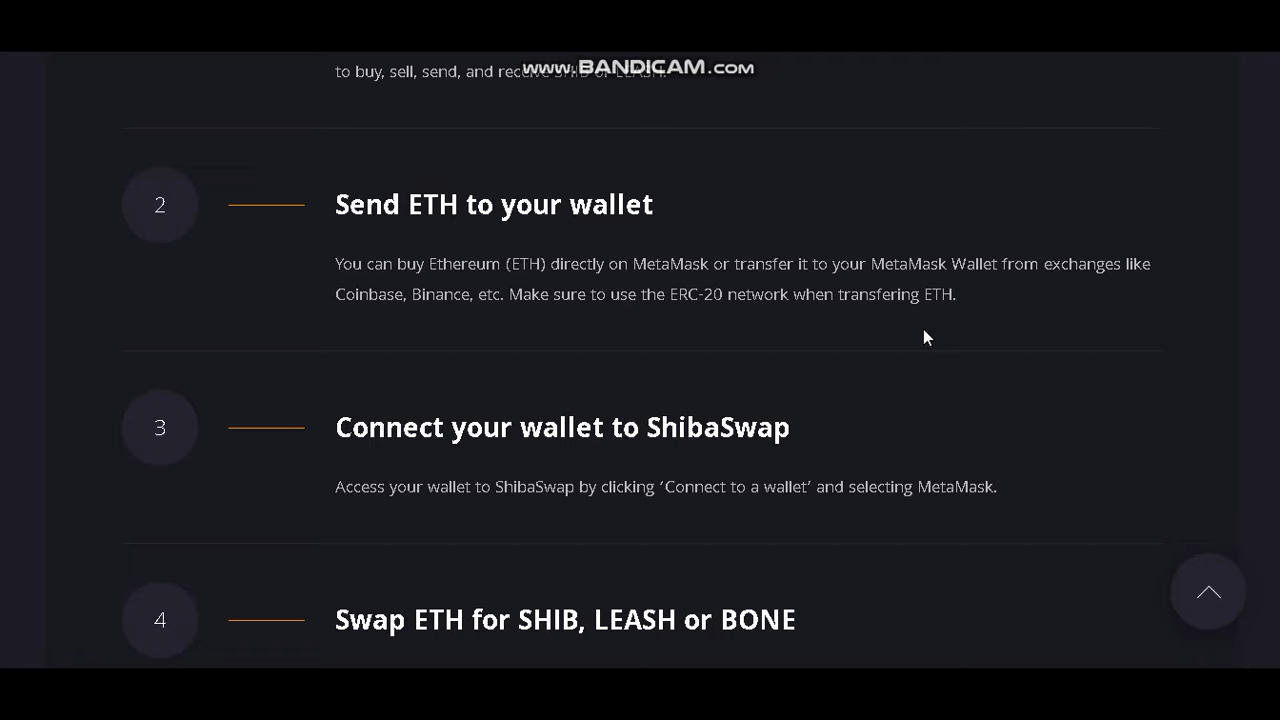 www.BANDICAM.com
to buy, sell, send, and receive SHIB or LEASH.
2
Send ETH to your wallet
You can buy Ethereum (ETH) directly on MetaMask or transfer it to your MetaMask Wallet from exchanges like
Coinbase, Binance, etc. Make sure to use the ERC-20 network when transfering ETH.
3
Connect your wallet to ShibaSwap
Access your wallet to ShibaSwap by clicking ‘Connect to a wallet’ and selecting MetaMask.
4
Swap ETH for SHIB, LEASH or BONE